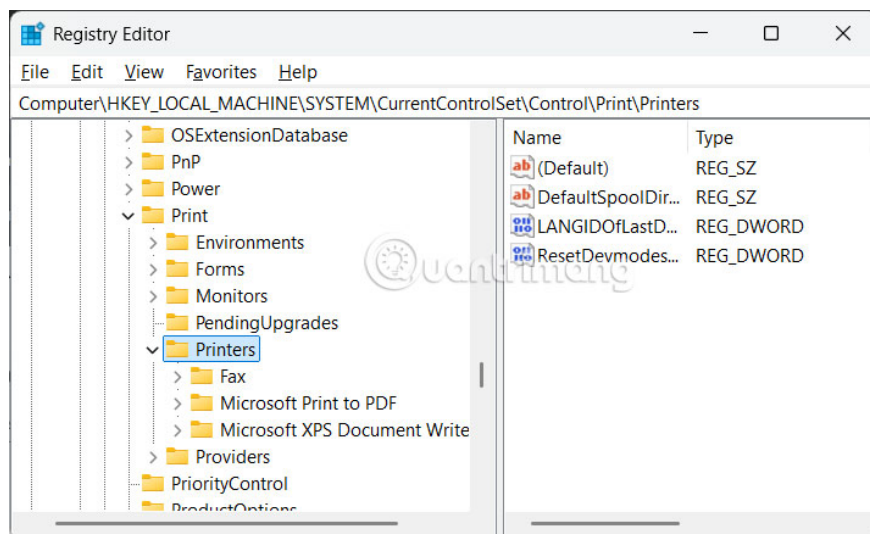 Registry Editor
File Edit View Favorites Help
Computer\HKEY_LOCAL_MACHINE\SYSTEM\CurrentControlSet\Control\Print\Printers
OSExtensionDatabase
PnP
Power
Print
Environments
Forms
Monitors
PendingUpgrades
Printers
Fax
Microsoft Print to PDF
Microsoft XPS Document Write
Providers
PriorityControl
ProductOptions
Name Type
(Default) REG_SZ
DefaultSpoolDir... REG_SZ
LANGIDOfLastD... REG_DWORD
ResetDevmodes... REG_DWORD
Quantrimang